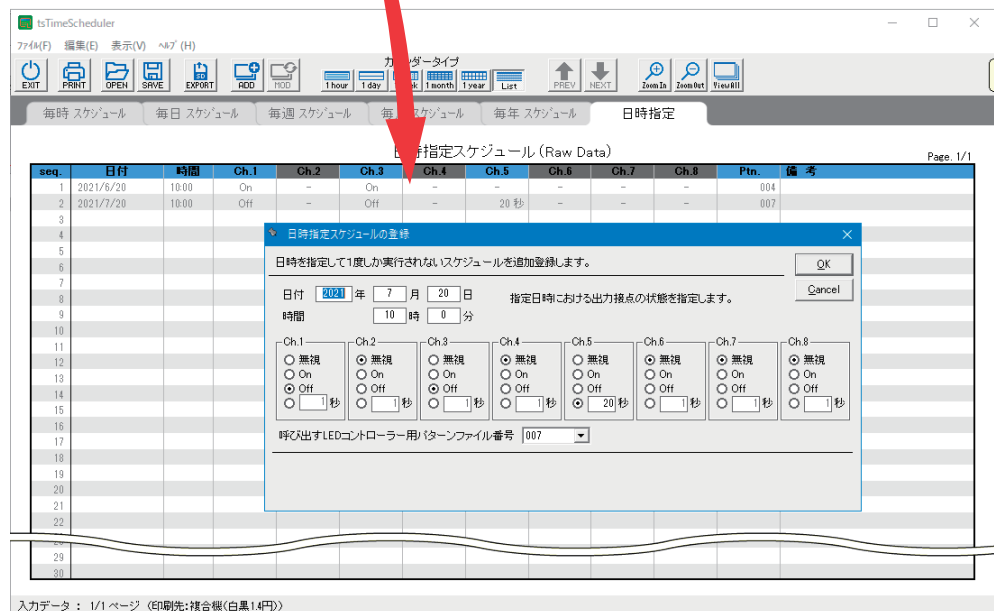 tsTimeScheduler
ファイル(F) 編集(E) 表示(V) ヘルプ(H)
EXIT PRINT OPEN SAVE EXPORT ADD MOD カ ダータイプ 1hour 1day k 1month 1year List PREV NEXT ZoomIn ZoomOut ViewAll
毎時 スケジュール 毎日 スケジュール 毎週 スケジュール 毎 スケジュール 毎年 スケジュール 日時指定
日時指定スケジュール (Raw Data)
Page. 1/1
seq. 日付 時間 Ch.1 Ch.2 Ch.3 Ch.4 Ch.5 Ch.6 Ch.7 Ch.8 Ptn. 備 考
1 2021/6/20 10:00 On - On - - - - - 004
2 2021/7/20 10:00 Off - Off - 20 秒 - - - 007
3
4
5
6
7
8
9
10
11
12
13
14
15
16
17
18
19
20
21
22
29
30
日時指定スケジュールの登録
日時を指定して1度しか実行されないスケジュールを追加登録します。
OK
Cancel
日付 2021 年 7 月 20 日
時間 10 時 0 分
指定日時における出力接点の状態を指定します。
Ch.1 Ch.2 Ch.3 Ch.4 Ch.5 Ch.6 Ch.7 Ch.8
無視 無視 無視 無視 無視 無視 無視 無視
On On On On On On On On
Off Off Off Off Off Off Off Off
1 秒 1 秒 1 秒 1 秒 20 秒 1 秒 1 秒 1 秒
呼び出すLEDコントローラー用パターンファイル番号 007
入力データ : 1/1 ページ (印刷先:複合機(白黒1.4円))